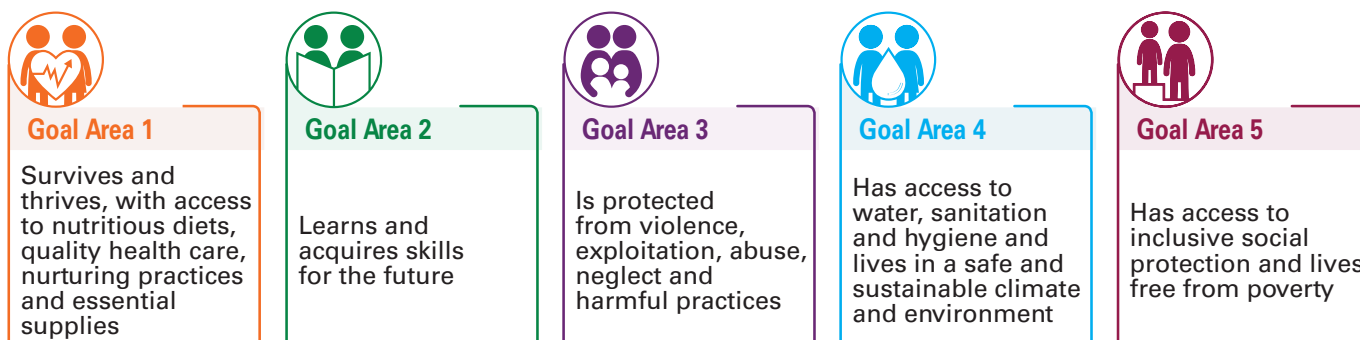 Goal Area 1
Survives and
thrives, with access
to nutritious diets,
quality health care,
nurturing practices
and essential
supplies
Goal Area 2
Learns and
acquires skills
for the future
Goal Area 3
Is protected
from violence,
exploitation, abuse,
neglect and
harmful practices
Goal Area 4
Has access to
water, sanitation
and hygiene and
lives in a safe and
sustainable climate
and environment
Goal Area 5
Has access to
inclusive social
protection and lives
free from poverty